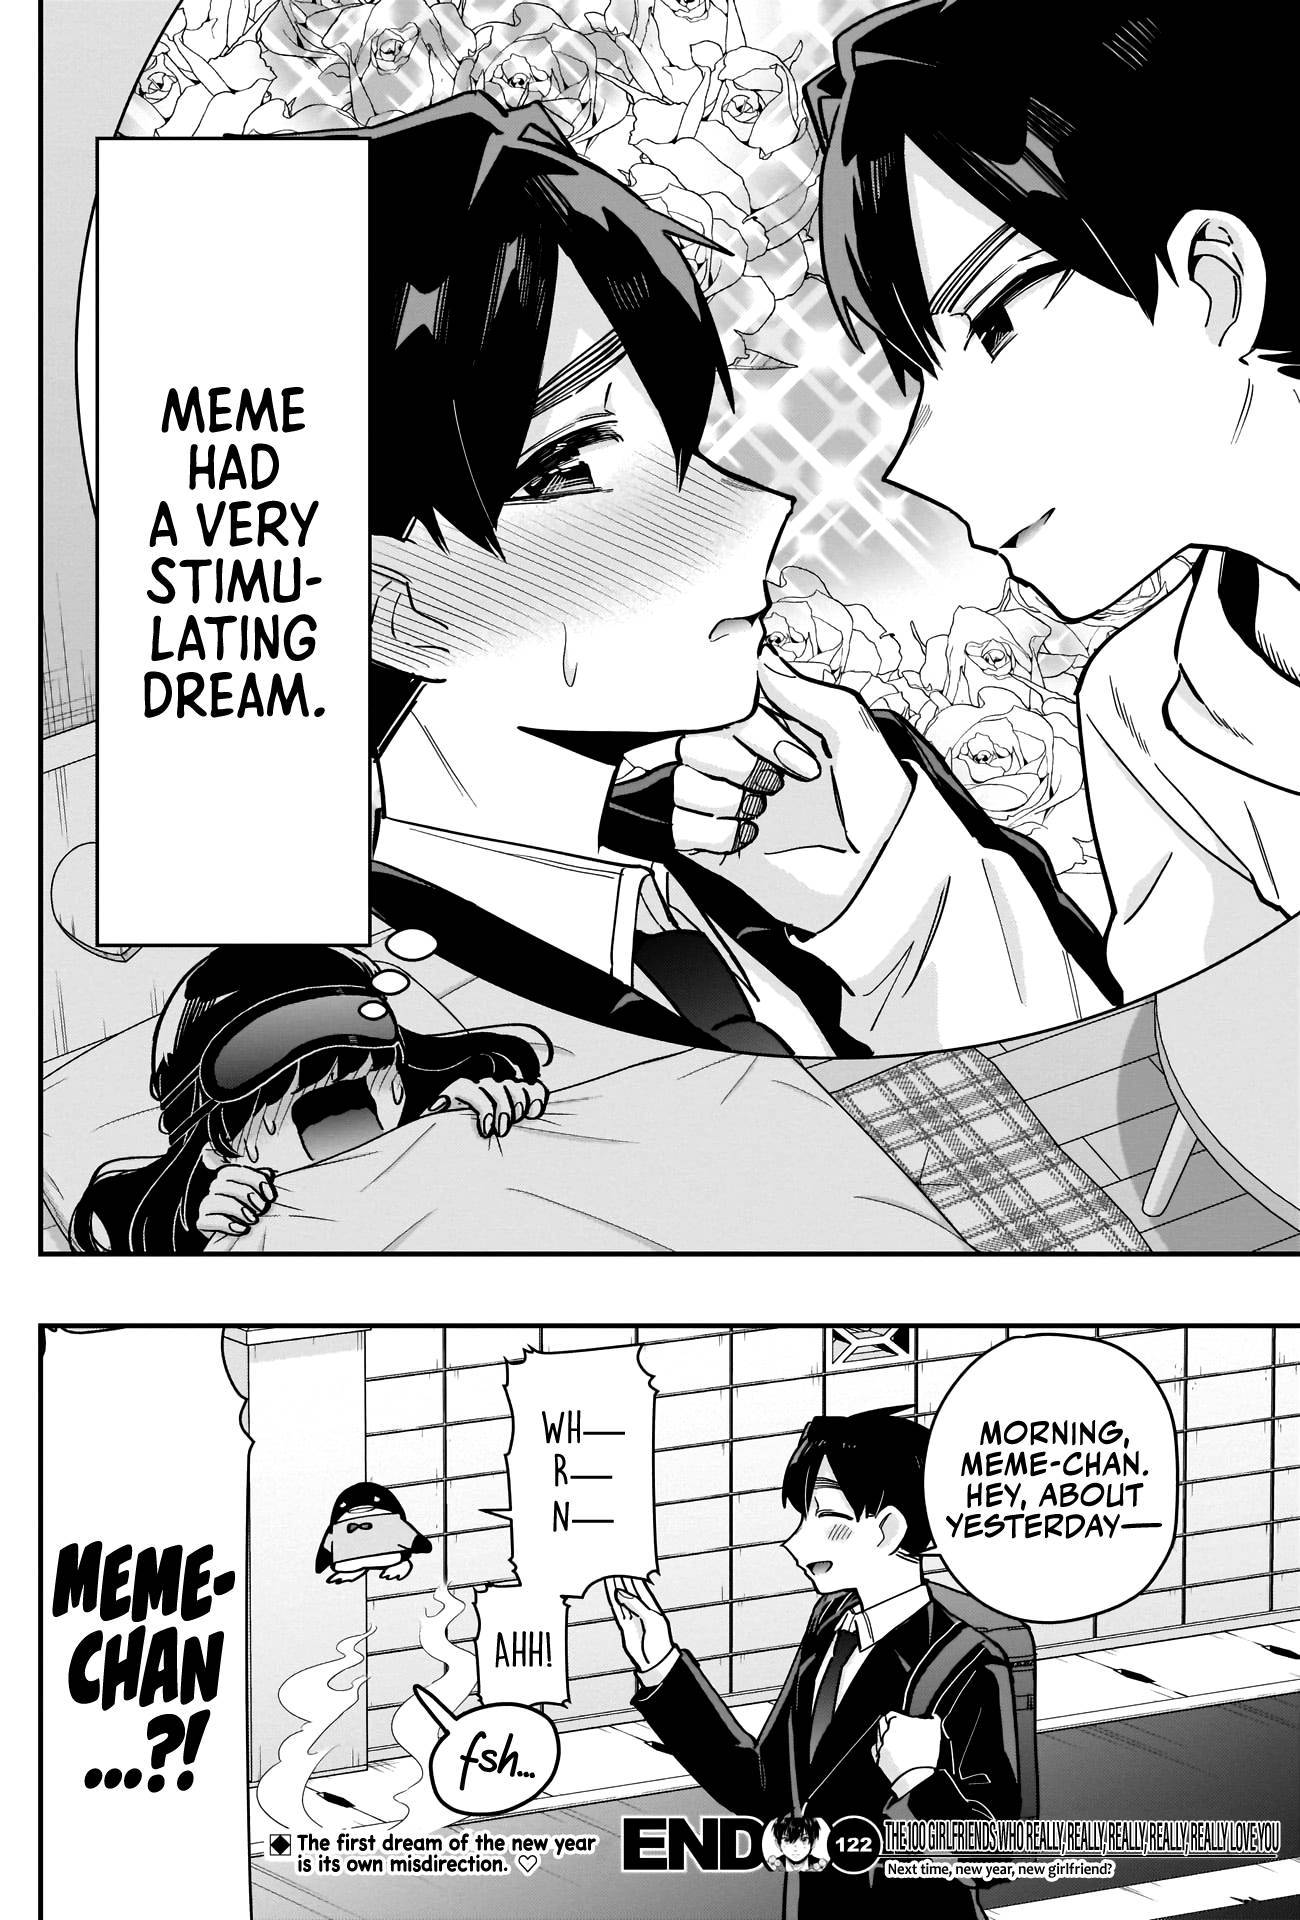 MEME
HAD
A VERY
STIMU-
LATING
DREAM.
MORNING,
MEME-CHAN.
HEY, ABOUT
YESTERDAY—
WH—
R—
N—
AHH!
fsh...
MEME-
CHAN
...?!
◆ The first dream of the new year
is its own misdirection. ♡
END 122 THE 100 GIRLFRIENDS WHO REALLY, REALLY, REALLY, REALLY, REALLY LOVE YOU
Next time, new year, new girlfriend?